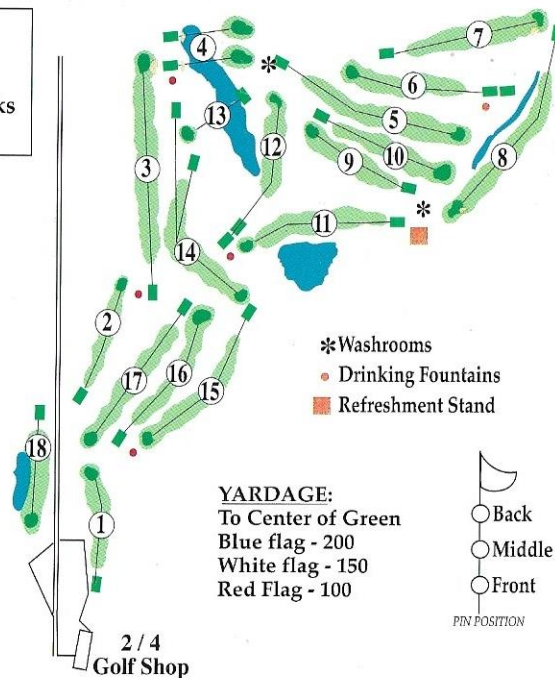 ks
4
7
6
13
5
3
12
10
8
9
11
14
2
17
16
15
18
1
*Washrooms
Drinking Fountains
Refreshment Stand
YARDAGE:
To Center of Green
Blue flag - 200
White flag - 150
Red Flag - 100
Back
Middle
Front
PIN POSITION
2 / 4
Golf Shop